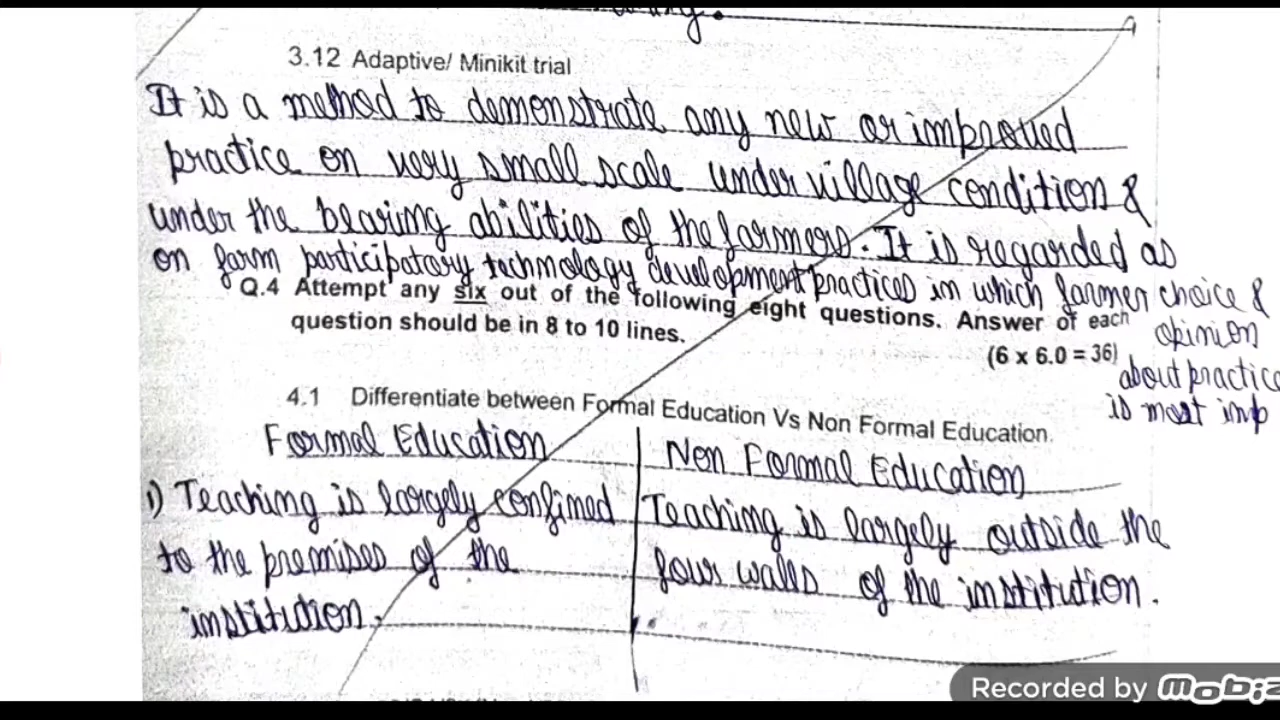 3.12 Adaptive/ Minikit trial
It is a method to demonstrate any new or improved
practice on very small scale under village condition &
under the bearing abilities of the farmers. It is regarded as
on farm participatory technology development practices in which farmer choice &
opinion
about practice
is most imp
Q.4 Attempt any six out of the following eight questions. Answer of each
question should be in 8 to 10 lines.
(6 x 6.0 = 36)
4.1 Differentiate between Formal Education Vs Non Formal Education.
Formal Education
Non Formal Education
1) Teaching is largely confined
to the premises of the
institution.
Teaching is largely outside the
four walls of the institution.
Recorded by